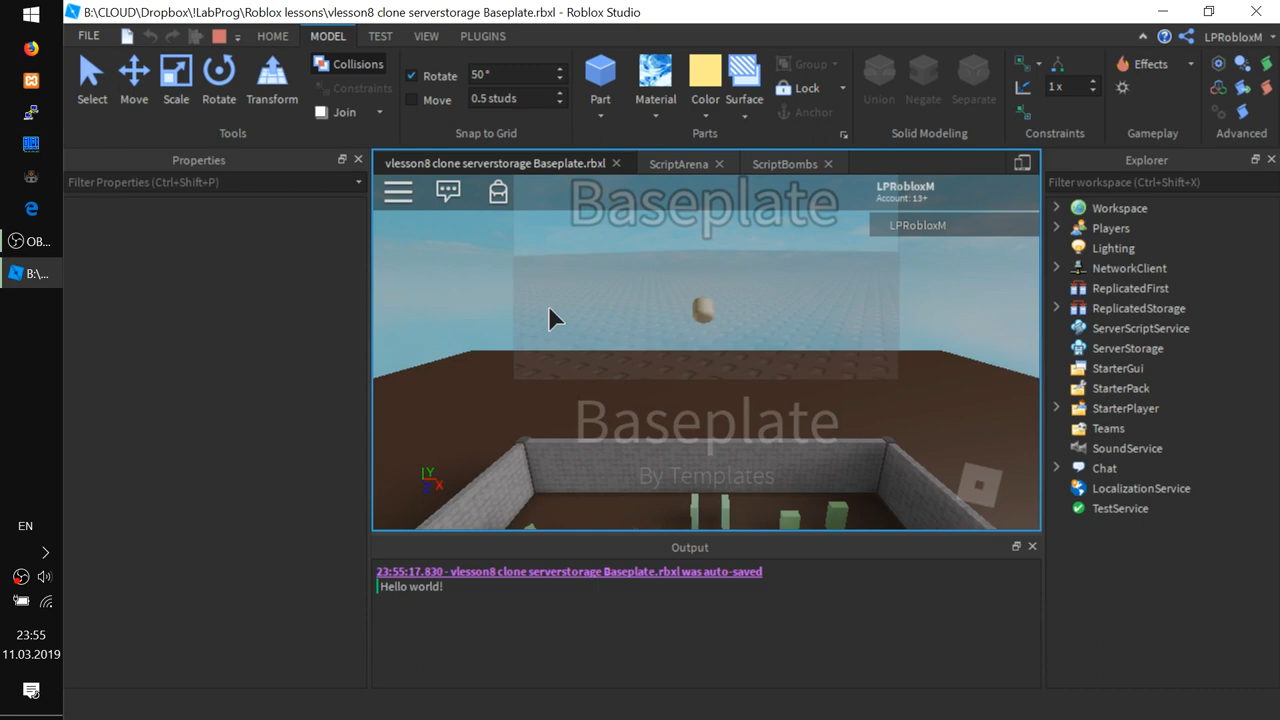 B:\CLOUD\Dropbox\!LabProg\Roblox lessons\vlesson8 clone serverstorage Baseplate.rbxl - Roblox Studio
FILE
HOME
MODEL
TEST
VIEW
PLUGINS
LPRobloxM
Select
Move
Scale
Rotate
Transform
Collisions
Constraints
Join
Tools
Rotate
50°
Move
0.5 studs
Snap to Grid
Part
Material
Color
Surface
Group
Lock
Anchor
Parts
Union
Negate
Separate
Solid Modeling
1 x
Constraints
Effects
Gameplay
Advanced
Properties
Filter Properties (Ctrl+Shift+P)
vlesson8 clone serverstorage Baseplate.rbxl
ScriptArena
ScriptBombs
Baseplate
LPRobloxM
Account: 13+
LPRobloxM
Baseplate
By Templates
Y
X
Z
Explorer
Filter workspace (Ctrl+Shift+X)
Workspace
Players
Lighting
NetworkClient
ReplicatedFirst
ReplicatedStorage
ServerScriptService
ServerStorage
StarterGui
StarterPack
StarterPlayer
Teams
SoundService
Chat
LocalizationService
TestService
Output
23:55:17.830 - vlesson8 clone serverstorage Baseplate.rbxl was auto-saved
Hello world!
OB...
B:\...
EN
23:55
11.03.2019